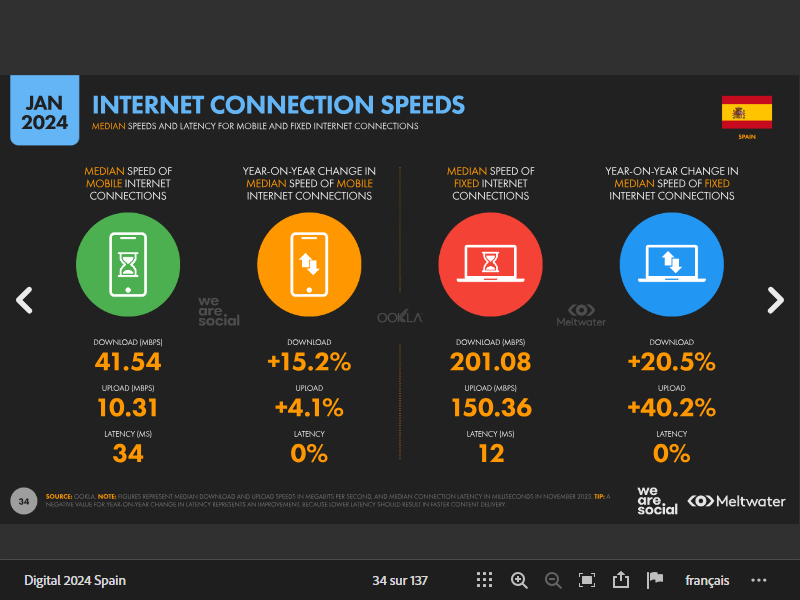 JAN
2024
INTERNET CONNECTION SPEEDS
MEDIAN SPEEDS AND LATENCY FOR MOBILE AND FIXED INTERNET CONNECTIONS
SPAIN
MEDIAN SPEED OF
MOBILE INTERNET
CONNECTIONS
YEAR-ON-YEAR CHANGE IN
MEDIAN SPEED OF MOBILE
INTERNET CONNECTIONS
MEDIAN SPEED OF
FIXED INTERNET
CONNECTIONS
YEAR-ON-YEAR CHANGE IN
MEDIAN SPEED OF FIXED
INTERNET CONNECTIONS
we
are
social
OOKLA
Meltwater
DOWNLOAD (MBPS)
41.54
UPLOAD (MBPS)
10.31
LATENCY (MS)
34
DOWNLOAD
+15.2%
UPLOAD
+4.1%
LATENCY
0%
DOWNLOAD (MBPS)
201.08
UPLOAD (MBPS)
150.36
LATENCY (MS)
12
DOWNLOAD
+20.5%
UPLOAD
+40.2%
LATENCY
0%
34
SOURCE: OOKLA. NOTE: FIGURES REPRESENT MEDIAN DOWNLOAD AND UPLOAD SPEEDS IN MEGABITS PER SECOND, AND MEDIAN CONNECTION LATENCY IN MILLISECONDS IN NOVEMBER 2023. TIP: A
NEGATIVE VALUE FOR YEAR-ON-YEAR CHANGE IN LATENCY REPRESENTS AN IMPROVEMENT, BECAUSE LOWER LATENCY SHOULD RESULT IN FASTER CONTENT DELIVERY.
we
are
social
Meltwater
Digital 2024 Spain
34 sur 137
français